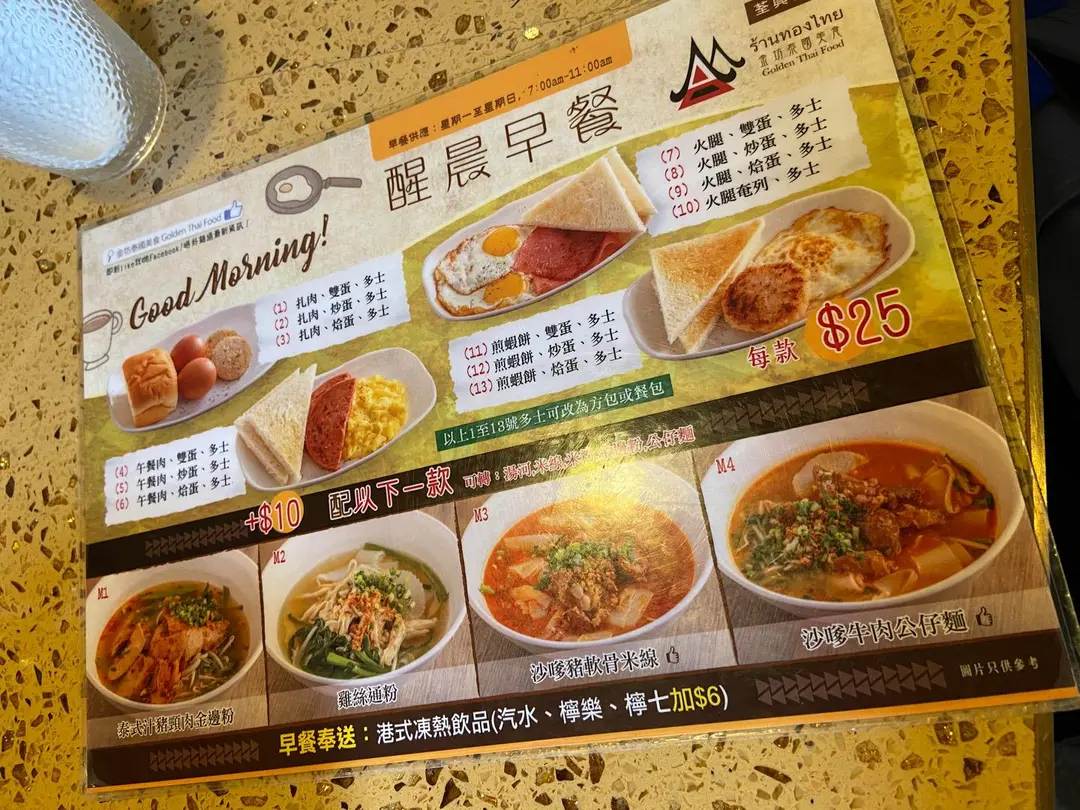 荃興
ร้านทองไทย
金坊泰國美食
Golden Thai Food
早餐供應：星期一至星期日，7:00am-11:00am
醒晨早餐
金坊泰國美食 Golden Thai Food
Good Morning!
(1) 扎肉、雙蛋、多士
(2) 扎肉、炒蛋、多士
(3) 扎肉、烚蛋、多士
(4) 午餐肉、雙蛋、多士
(5) 午餐肉、炒蛋、多士
(6) 午餐肉、烚蛋、多士
(7) 火腿、雙蛋、多士
(8) 火腿、炒蛋、多士
(9) 火腿、烚蛋、多士
(10) 火腿奄列、多士
(11) 煎蝦餅、雙蛋、多士
(12) 煎蝦餅、炒蛋、多士
(13) 煎蝦餅、烚蛋、多士
每款 $25
以上1至13號多士可改為方包或餐包
+$10 配以下一款 可轉：湯河,米線,公仔麵
M1
泰式汁豬頸肉金邊粉
M2
雞絲通粉
M3
沙嗲豬軟骨米線
M4
沙嗲牛肉公仔麵
圖片只供參考
早餐奉送：港式凍熱飲品(汽水、檸樂、檸七加$6)